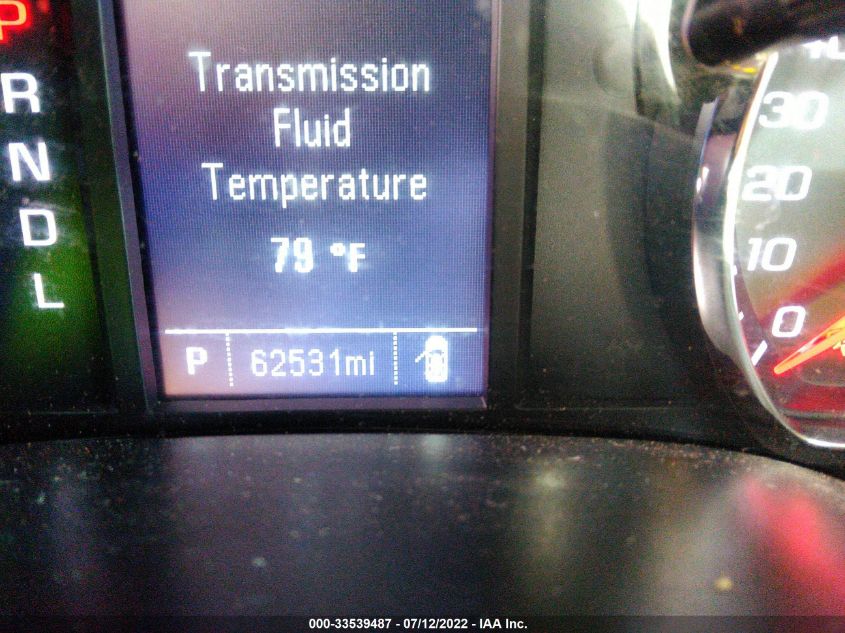 P
R
N
D
L
Transmission
Fluid
Temperature
79 °F
P 62531mi
30
20
10
0
000-33539487 - 07/12/2022 - IAA Inc.